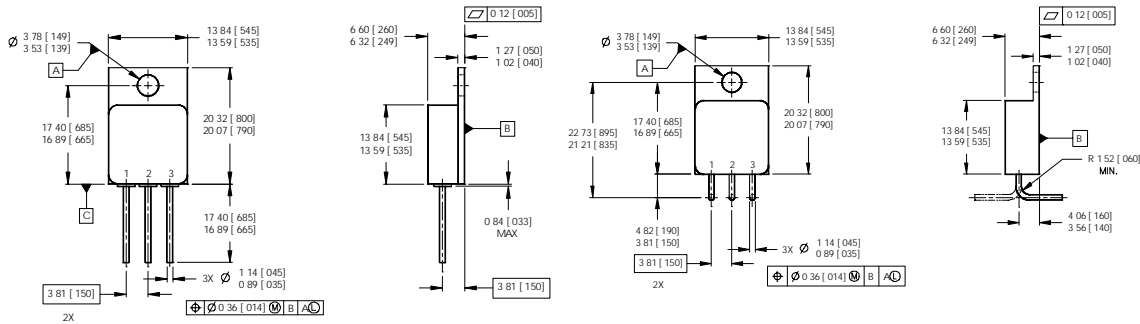 0 12 [005]
13 84 [545]
13 59 [535]
Ø 3 78 [149]
3 53 [139]
A
6 60 [260]
6 32 [249]
1 27 [050]
1 02 [040]
17 40 [685]
16 89 [665]
20 32 [800]
20 07 [790]
13 84 [545]
13 59 [535]
B
1 2 3
C
17 40 [685]
16 89 [665]
0 84 [033]
MAX
3X Ø 1 14 [045]
0 89 [035]
3 81 [150]
2X
⌖ Ø 0 36 [014] Ⓜ B A Ⓛ
3 81 [150]
Ø 3 78 [149]
3 53 [139]
13 84 [545]
13 59 [535]
A
22 73 [895]
21 21 [835]
17 40 [685]
16 89 [665]
20 32 [800]
20 07 [790]
1 2 3
4 82 [190]
3 81 [150]
3X Ø 1 14 [045]
0 89 [035]
3 81 [150]
2X
⌖ Ø 0 36 [014] Ⓜ B A Ⓛ
0 12 [005]
6 60 [260]
6 32 [249]
1 27 [050]
1 02 [040]
13 84 [545]
13 59 [535]
B
R 1 52 [060]
MIN.
4 06 [160]
3 56 [140]